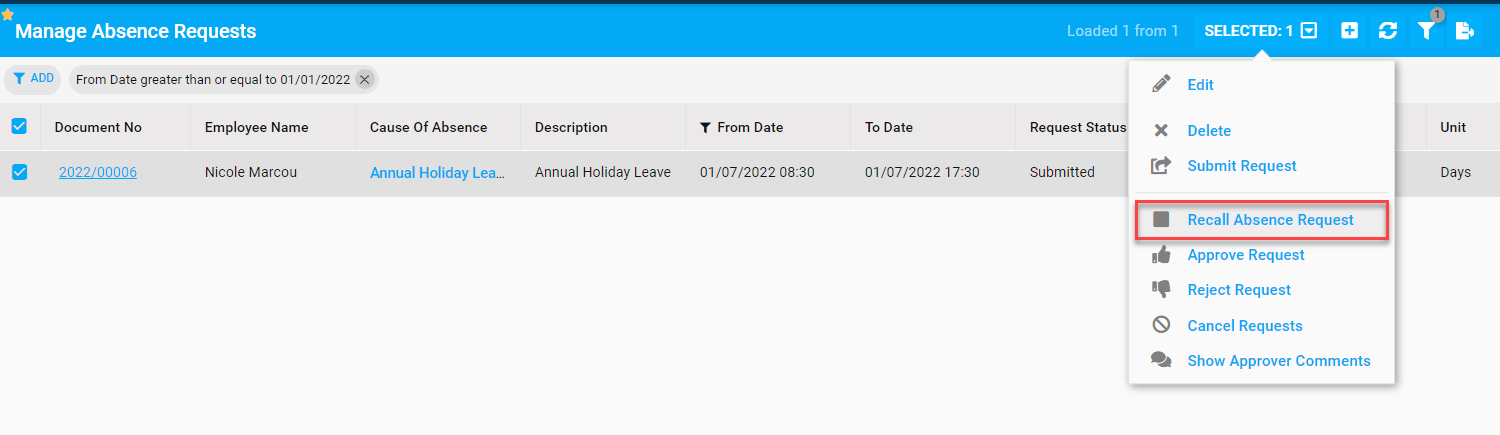 Manage Absence Requests
Loaded 1 from 1
SELECTED: 1
1
ADD
From Date greater than or equal to 01/01/2022
Document No Employee Name Cause Of Absence Description From Date To Date Request Status Unit
2022/00006 Nicole Marcou Annual Holiday Lea... Annual Holiday Leave 01/07/2022 08:30 01/07/2022 17:30 Submitted Days
Edit
Delete
Submit Request
Recall Absence Request
Approve Request
Reject Request
Cancel Requests
Show Approver Comments